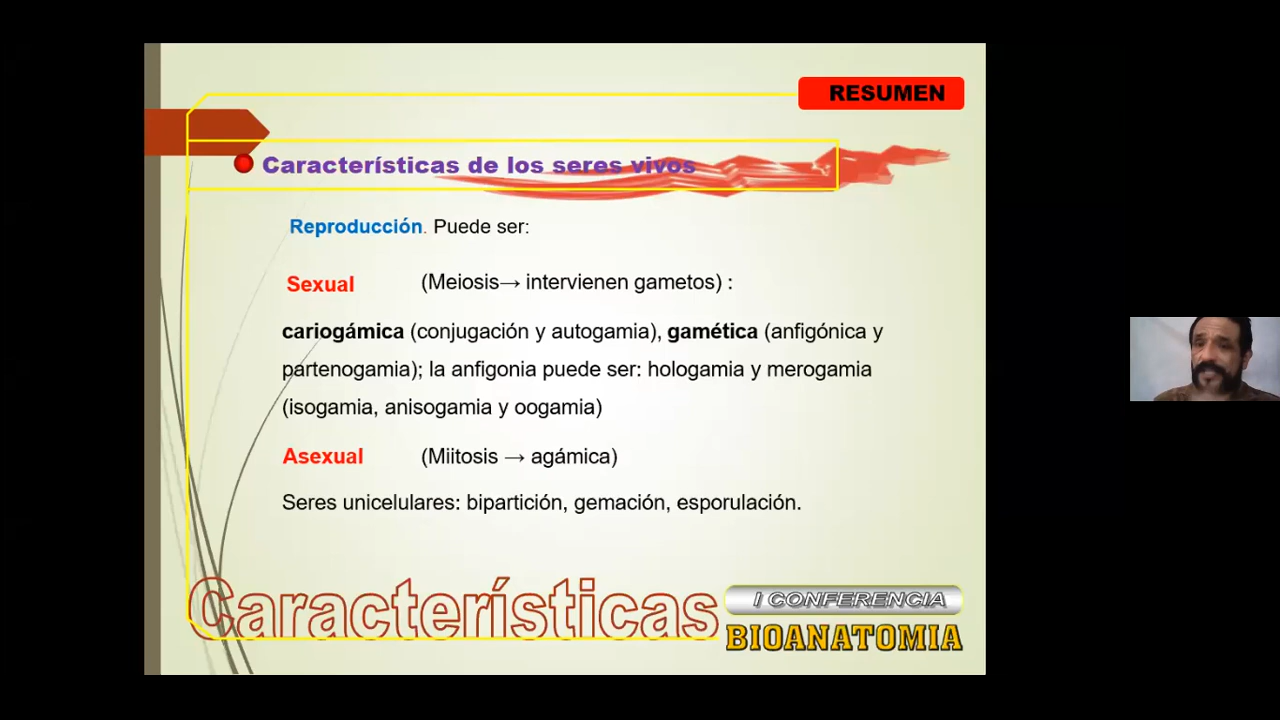 RESUMEN
Características de los seres vivos
Reproducción. Puede ser:
Sexual (Meiosis→ intervienen gametos) :
cariogámica (conjugación y autogamia), gamética (anfigónica y
partenogamia); la anfigonia puede ser: hologamia y merogamia
(isogamia, anisogamia y oogamia)
Asexual (Miitosis → agámica)
Seres unicelulares: bipartición, gemación, esporulación.
Características
I CONFERENCIA
BIOANATOMIA